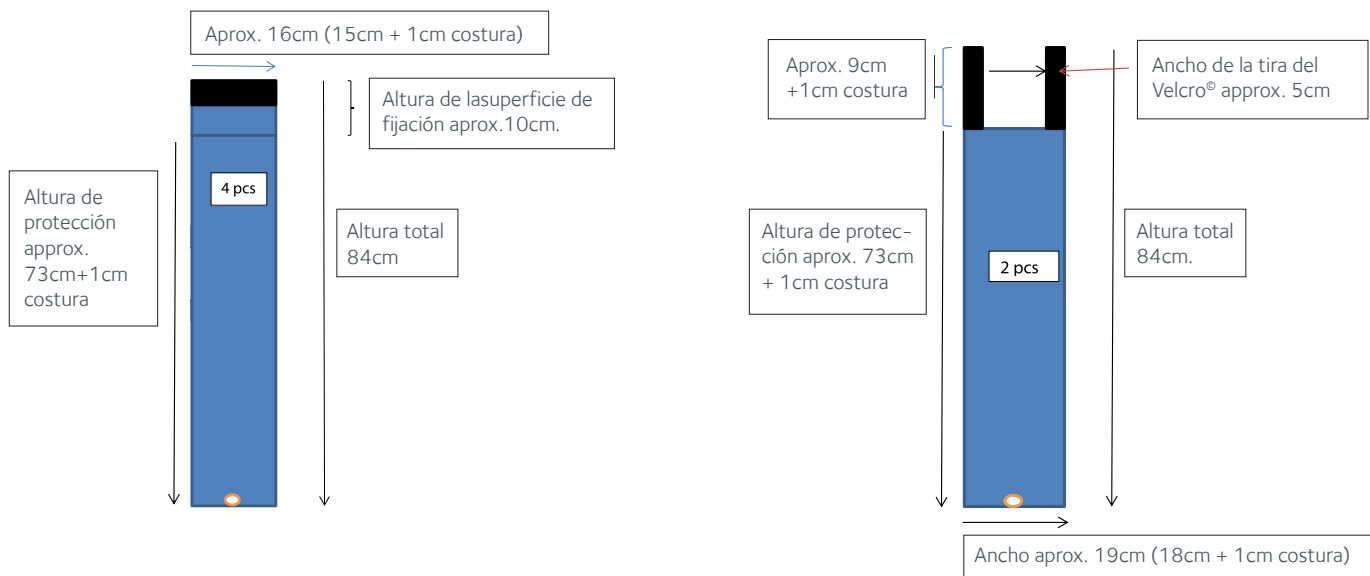 Aprox. 16cm (15cm + 1cm costura)
Altura de lasuperficie de
fijación aprox.10cm.
4 pcs
Altura de
protección
approx.
73cm+1cm
costura
Altura total
84cm
Aprox. 9cm
+1cm costura
Ancho de la tira del
Velcro© approx. 5cm
Altura de protec-
ción aprox. 73cm
+ 1cm costura
2 pcs
Altura total
84cm.
Ancho aprox. 19cm (18cm + 1cm costura)